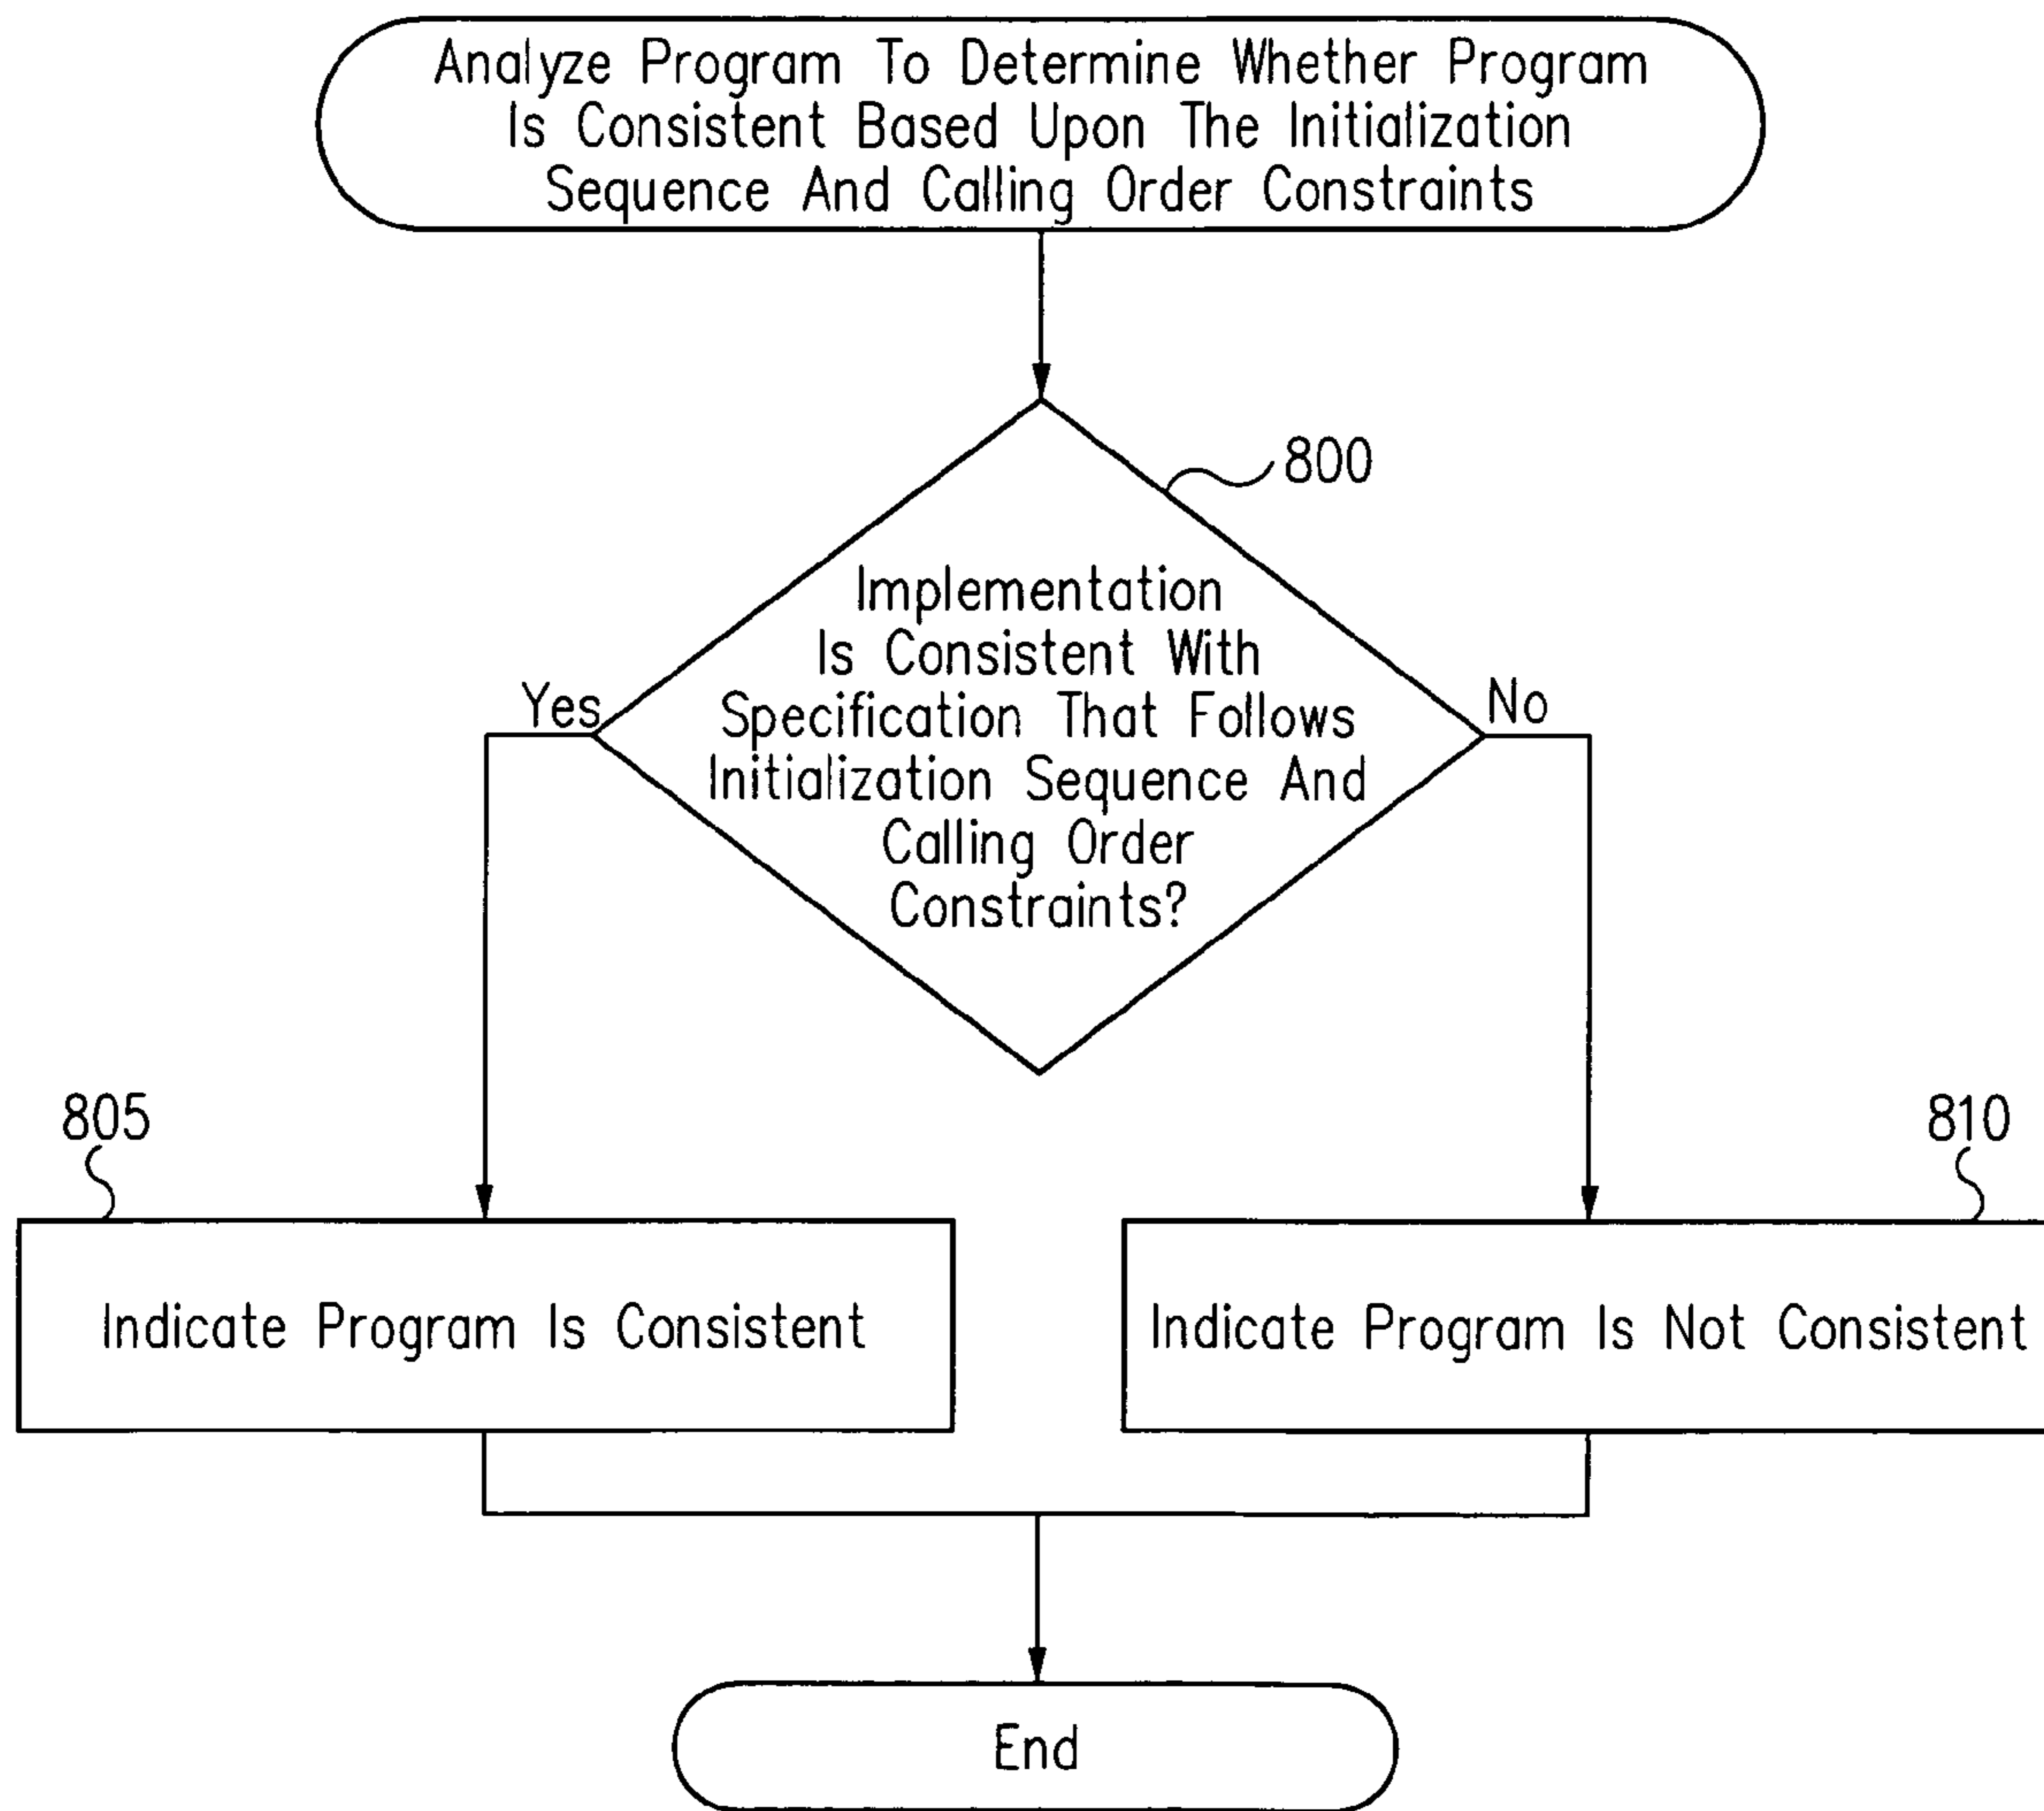 Analyze Program To Determine Whether Program
Is Consistent Based Upon The Initialization
Sequence And Calling Order Constraints
800
Implementation
Is Consistent With
Specification That Follows
Initialization Sequence And
Calling Order
Constraints?
Yes
No
805
810
Indicate Program Is Consistent
Indicate Program Is Not Consistent
End